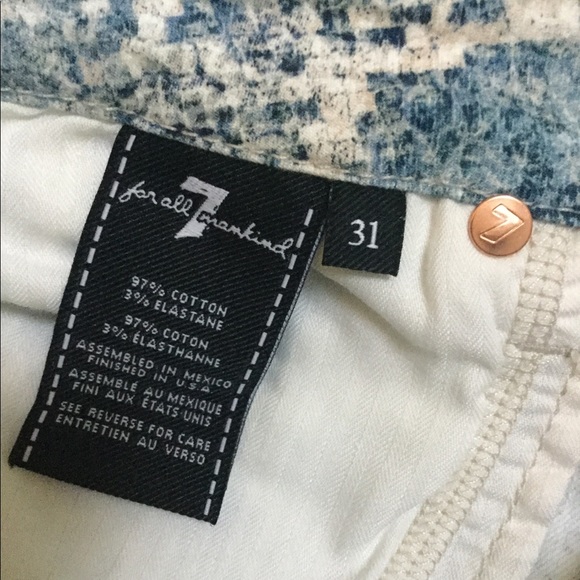 7
for all mankind
31
7
97% COTTON
3% ELASTANE
97% COTON
3% ÉLASTHANNE
ASSEMBLED IN MEXICO
FINISHED IN U.S.A
ASSEMBLÉ AU MEXIQUE
FINI AUX ÉTATS UNIS
SEE REVERSE FOR CARE
ENTRETIEN AU VERSO